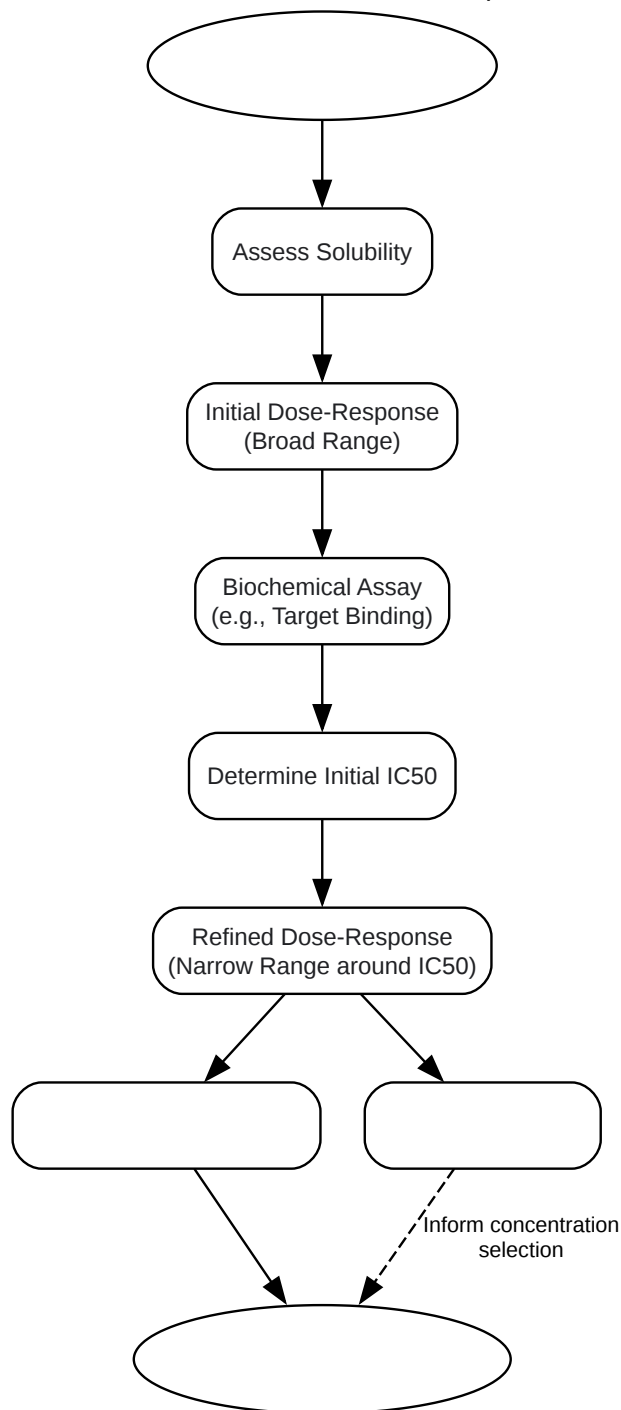 Assess Solubility
Initial Dose-Response
(Broad Range)
Biochemical Assay
(e.g., Target Binding)
Determine Initial IC50
Refined Dose-Response
(Narrow Range around IC50)
Inform concentration
selection